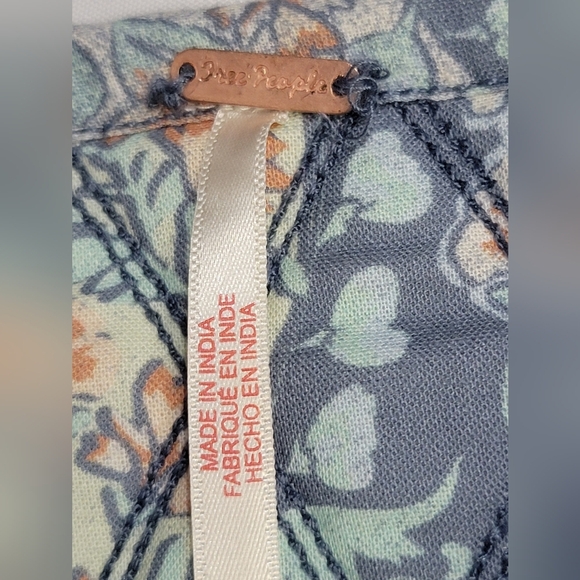 Free People
MADE IN INDIA
FABRIQUÉ EN INDE
HECHO EN INDIA